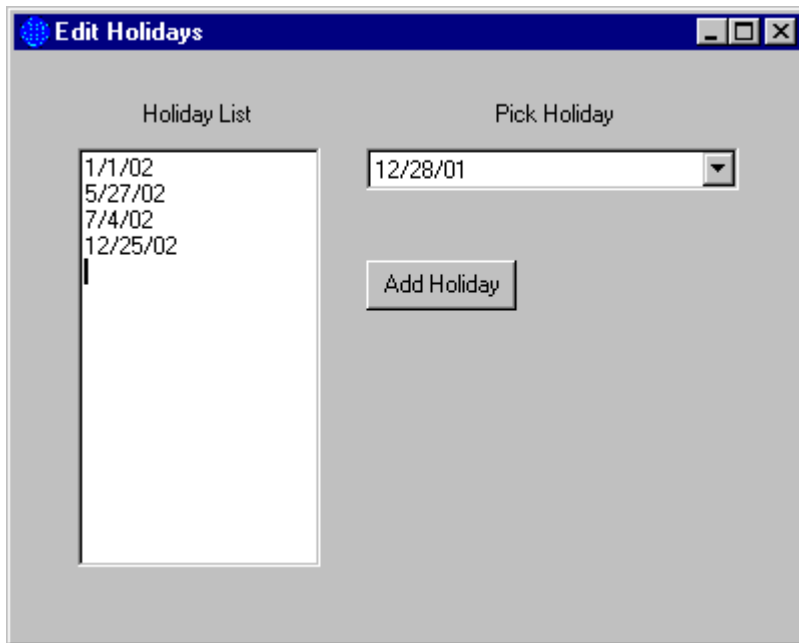 Edit Holidays
Holiday List
1/1/02
5/27/02
7/4/02
12/25/02
Pick Holiday
12/28/01
Add Holiday